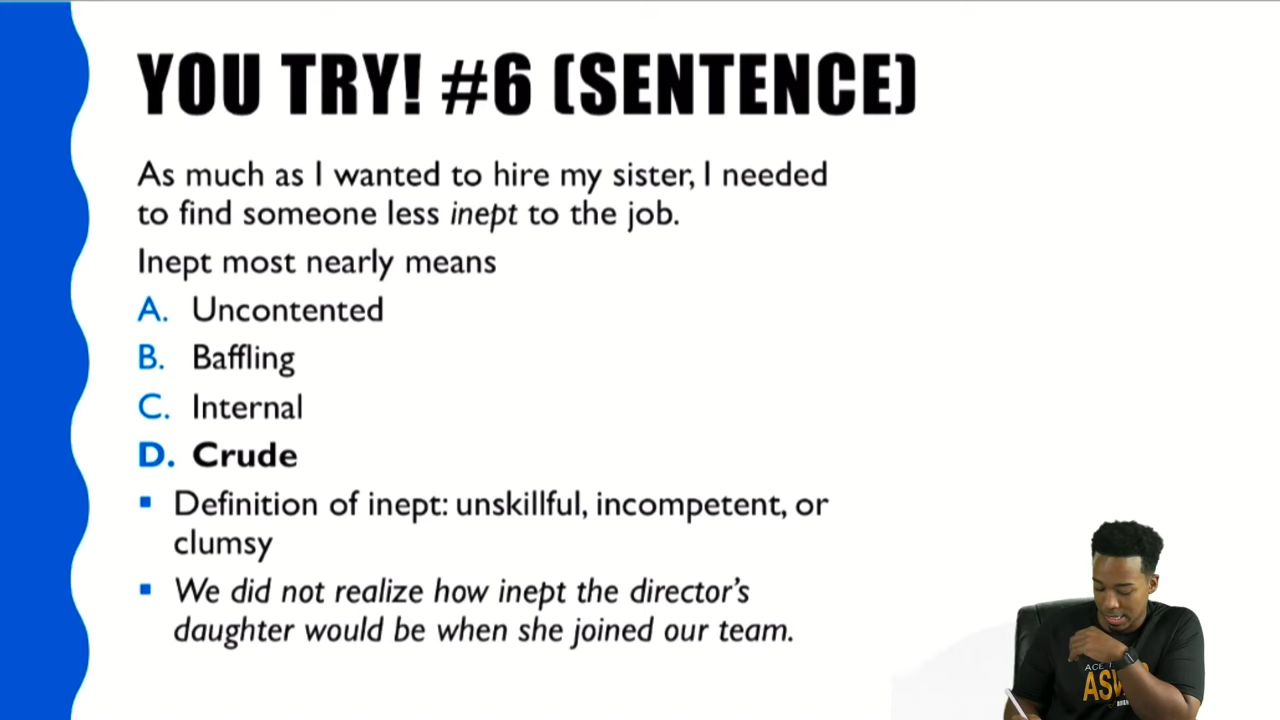 YOU TRY! #6 (SENTENCE)
As much as I wanted to hire my sister, I needed
to find someone less inept to the job.
Inept most nearly means
A. Uncontented
B. Baffling
C. Internal
D. Crude
▪ Definition of inept: unskillful, incompetent, or
clumsy
▪ We did not realize how inept the director's
daughter would be when she joined our team.
ACE